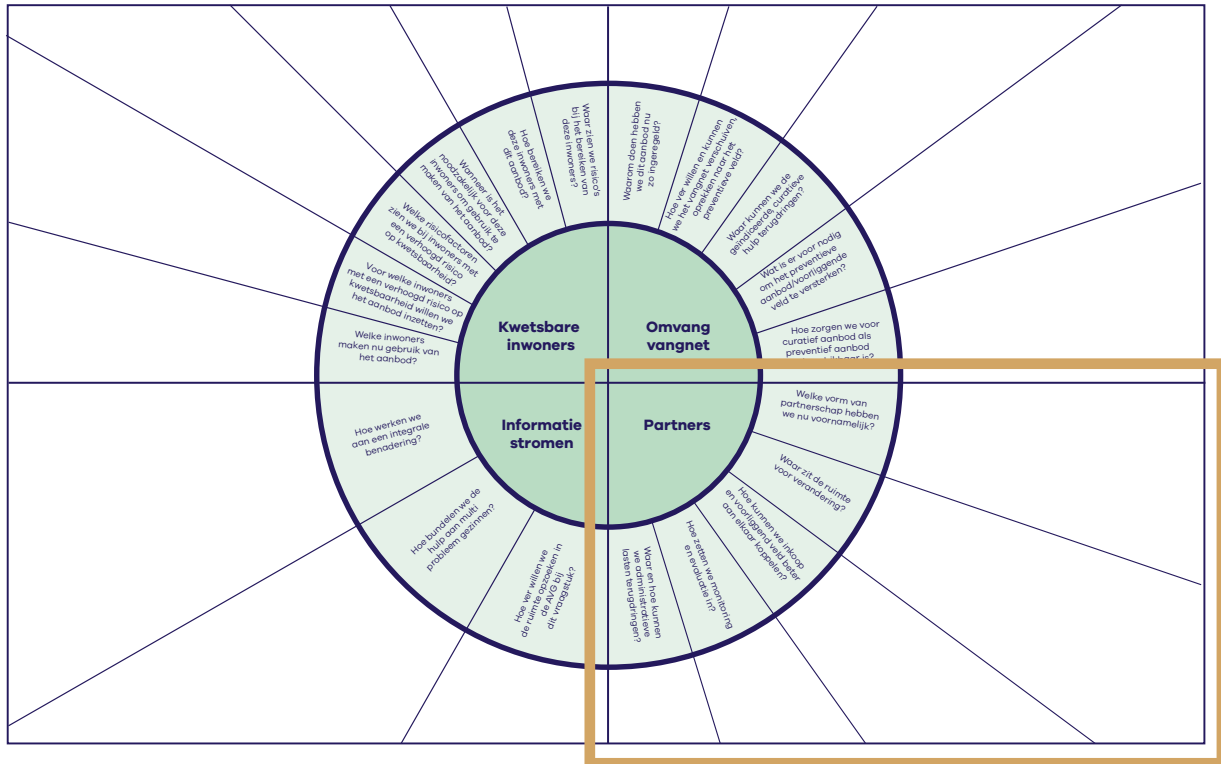 Kwetsbare
inwoners
Welke inwoners
maken nu gebruik van
het aanbod?
Voor welke inwoners
met een verhoogd risico op
kwetsbaarheid willen we
het aanbod inzetten?
Welke risicofactoren
zien we bij inwoners met
een verhoogd risico
op kwetsbaarheid?
Wanneer is het
noodzakelijk voor deze
inwoners om gebruik te
maken van het aanbod?
Hoe bereiken we
deze inwoners met
dit aanbod?
Waar zien we risico's
bij het bereiken van
deze inwoners?
Omvang
vangnet
Waarom doen hebben
we dit aanbod nu
zo ingeregeld?
Hoe ver willen en kunnen
we het vangnet verschuiven,
oprekken naar het
preventieve veld?
Waar kunnen we de
geïndiceerde curatieve
hulp terugdringen?
Wat is er voor nodig
om het preventieve
aanbod/voorliggende
veld te versterken?
Hoe zorgen we voor
curatief aanbod als
preventief aanbod
is?
Partners
Welke vorm van
partnerschap hebben
we nu voornamelijk?
Waar zit de ruimte
voor verandering?
Hoe kunnen we inkoop
en voorliggend veld beter
aan elkaar koppelen?
Hoe zetten we monitoring
en evaluatie in?
Waar en hoe kunnen
we administratieve
lasten terugdringen?
Informatie
stromen
Hoe werken we
aan een integrale
benadering?
Hoe bundelen we de
hulp aan multi
probleem gezinnen?
Hoe ver willen we
de ruimte opzoeken in
de AVG bij
dit vraagstuk?